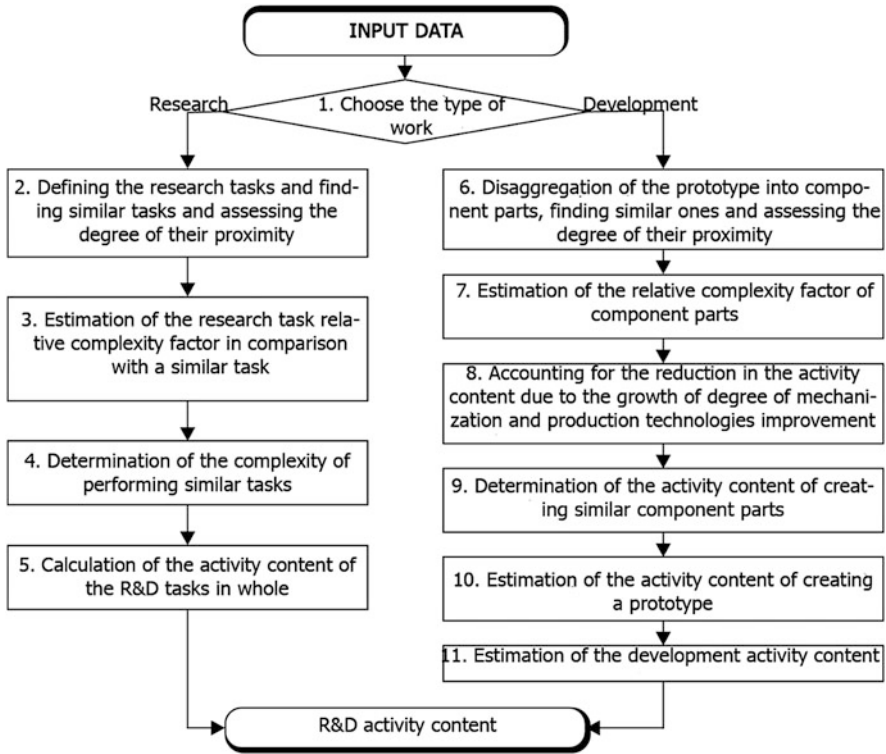 INPUT DATA
Research
1. Choose the type of
work
Development
2. Defining the research tasks and find-
ing similar tasks and assessing the
degree of their proximity
3. Estimation of the research task rela-
tive complexity factor in comparison
with a similar task
4. Determination of the complexity of
performing similar tasks
5. Calculation of the activity content of
the R&D tasks in whole
6. Disaggregation of the prototype into compo-
nent parts, finding similar ones and assessing the
degree of their proximity
7. Estimation of the relative complexity factor of
component parts
8. Accounting for the reduction in the activity
content due to the growth of degree of mechani-
zation and production technologies improvement
9. Determination of the activity content of creat-
ing similar component parts
10. Estimation of the activity content of creating
a prototype
11. Estimation of the development activity content
R&D activity content